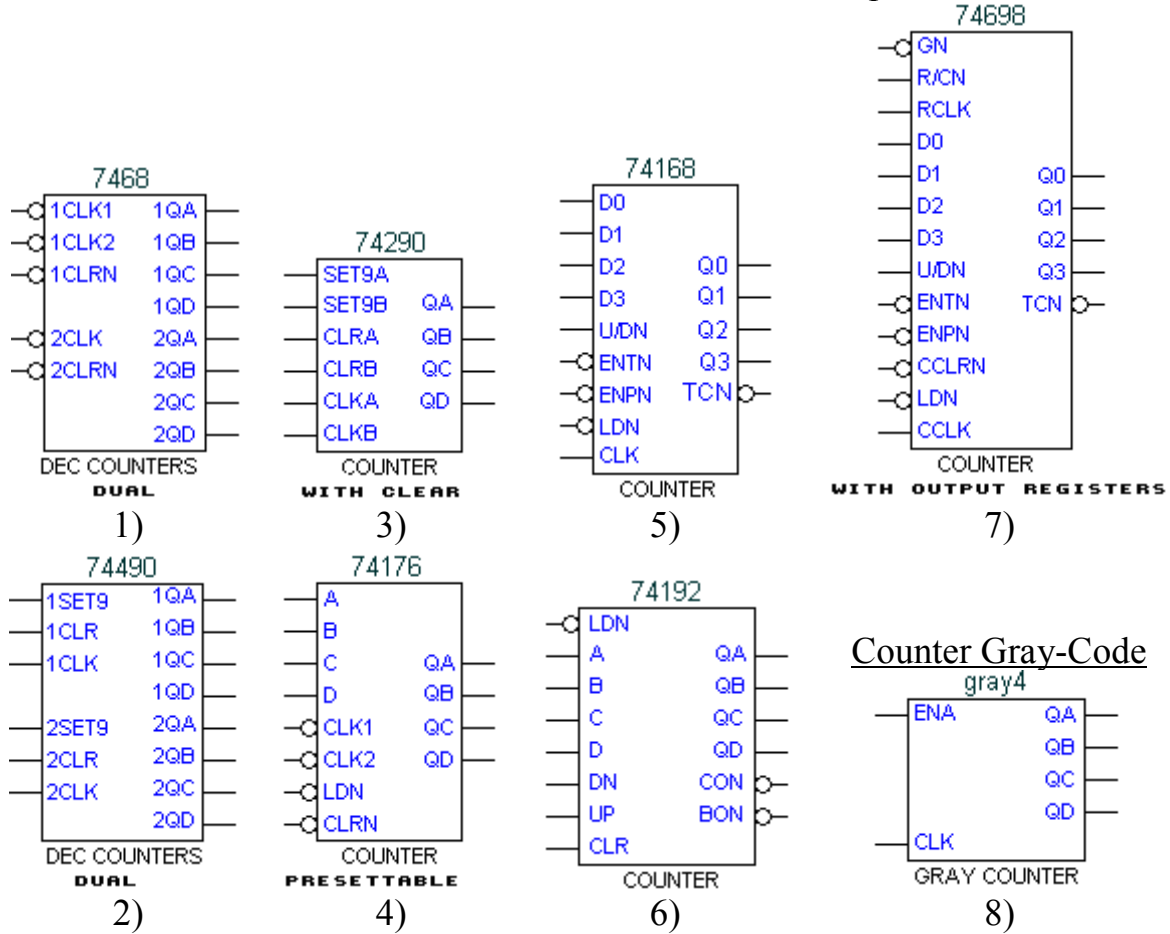 74698
GN
R/CN
RCLK
D0
D1
D2
D3
U/DN
ENTN
ENPN
CCLRN
LDN
CCLK
Q0
Q1
Q2
Q3
TCN
COUNTER
WITH OUTPUT REGISTERS
7)
7468
1CLK1 1QA
1CLK2 1QB
1CLRN 1QC
1QD
2CLK 2QA
2CLRN 2QB
2QC
2QD
DEC COUNTERS
DUAL
1)
74290
SET9A
SET9B QA
CLRA QB
CLRB QC
CLKA QD
CLKB
COUNTER
WITH CLEAR
3)
74168
D0
D1
D2 Q0
D3 Q1
U/DN Q2
ENTN Q3
ENPN TCN
LDN
CLK
COUNTER
5)
74490
1SET9 1QA
1CLR 1QB
1CLK 1QC
1QD
2SET9 2QA
2CLR 2QB
2CLK 2QC
2QD
DEC COUNTERS
DUAL
2)
74176
A
B
C QA
D QB
CLK1 QC
CLK2 QD
LDN
CLRN
COUNTER
PRESETTABLE
4)
74192
LDN
A QA
B QB
C QC
D QD
DN CON
UP BON
CLR
COUNTER
6)
Counter Gray-Code
gray4
ENA QA
QB
QC
QD
CLK
GRAY COUNTER
8)